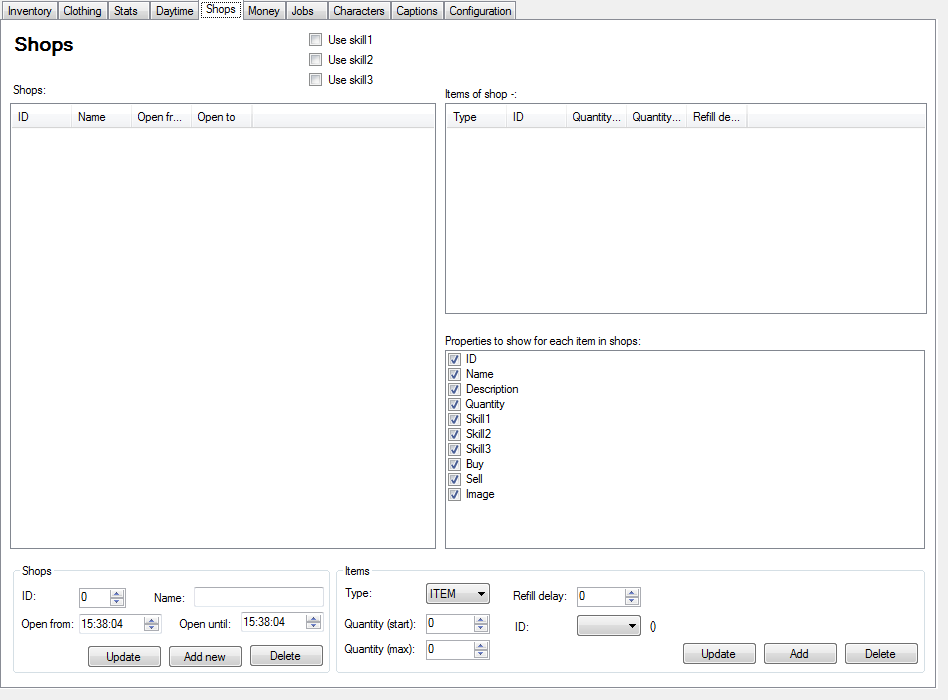 Inventory Clothing Stats Daytime Shops Money Jobs Characters Captions Configuration
Shops
Use skill1
Use skill2
Use skill3
Shops:
ID Name Open fr... Open to
Items of shop -:
Type ID Quantity... Quantity... Refill de...
Properties to show for each item in shops:
ID
Name
Description
Quantity
Skill1
Skill2
Skill3
Buy
Sell
Image
Shops
ID: 0 Name:
Open from: 15:38:04 Open until: 15:38:04
Update Add new Delete
Items
Type: ITEM Refill delay: 0
Quantity (start): 0 ID: 0
Quantity (max): 0
Update Add Delete